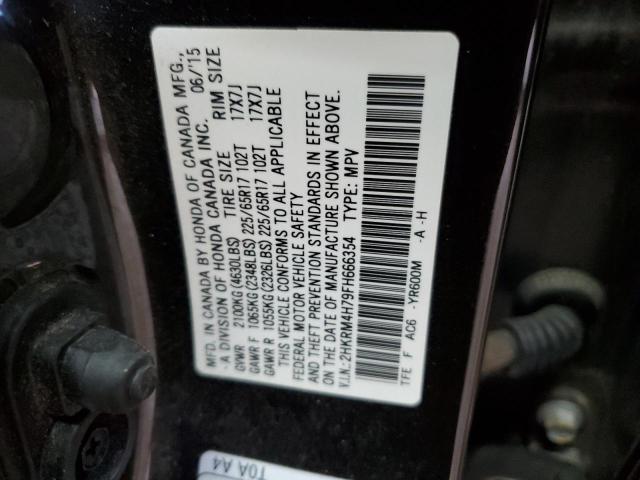 MFD. IN CANADA BY HONDA OF CANADA MFG.,
-A DIVISION OF HONDA CANADA INC. 06/'15
GVWR 2100KG(4630LBS) TIRE SIZE RIM SIZE
GAWR F 1065KG(2348LBS) 225/65R17 102T 17X7J
GAWR R 1055KG(2326LBS) 225/65R17 102T 17X7J
THIS VEHICLE CONFORMS TO ALL APPLICABLE
FEDERAL MOTOR VEHICLE SAFETY
AND THEFT PREVENTION STANDARDS IN EFFECT
ON THE DATE OF MANUFACTURE SHOWN ABOVE.
V.I.N.: 2HKRM4H79FH666354 TYPE: MPV
TFE F AC6 -YR600M -A -H
TOA A4